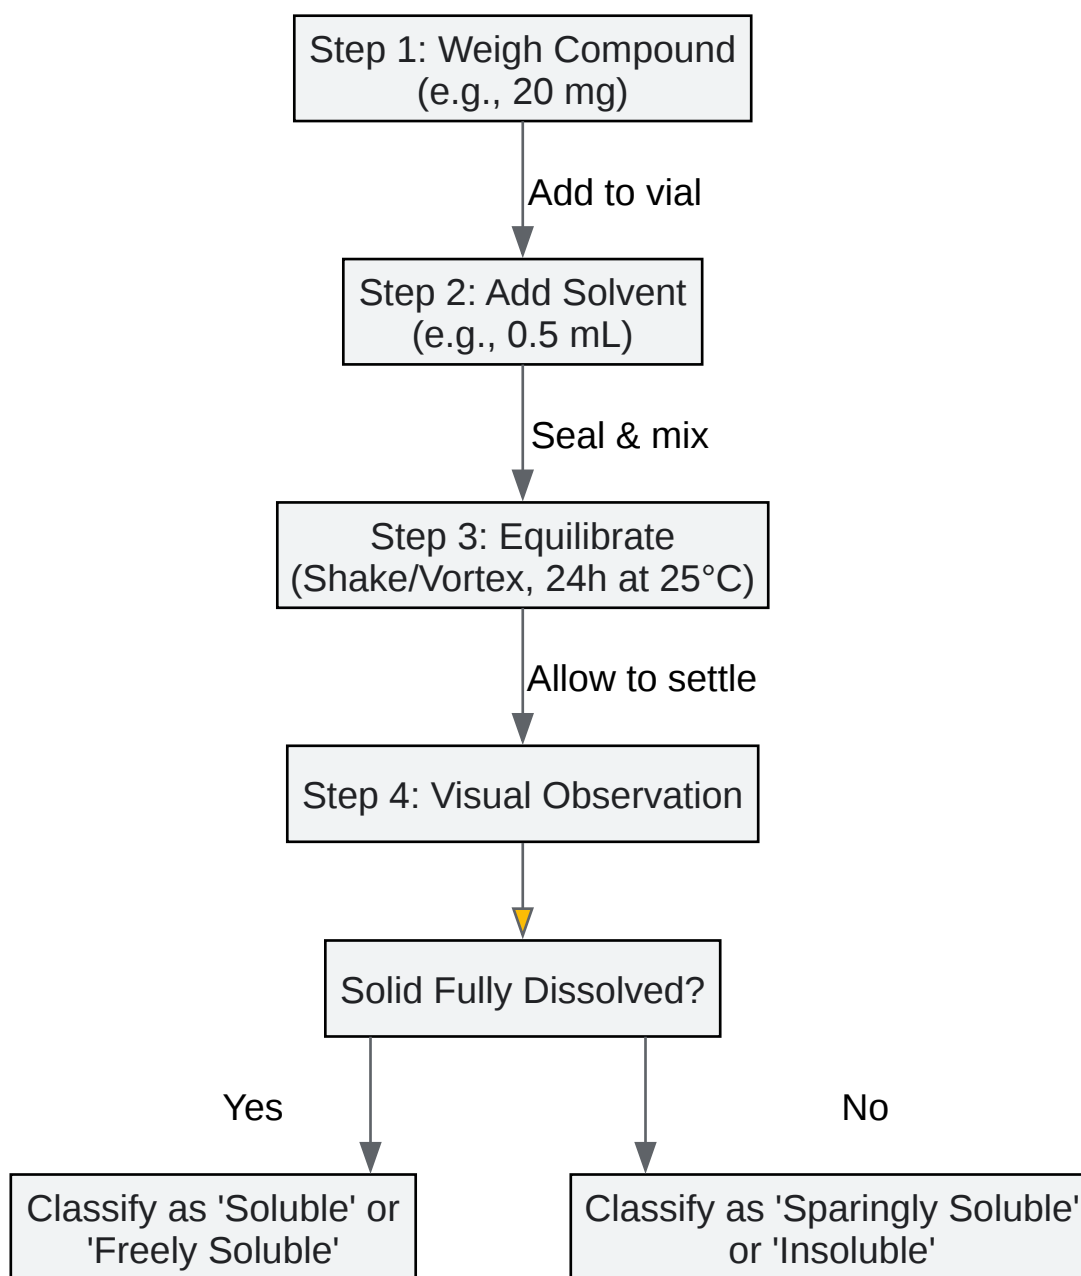 Step 1: Weigh Compound
(e.g., 20 mg)
Add to vial
Step 2: Add Solvent
(e.g., 0.5 mL)
Seal & mix
Step 3: Equilibrate
(Shake/Vortex, 24h at 25°C)
Allow to settle
Step 4: Visual Observation
Solid Fully Dissolved?
Yes
No
Classify as 'Soluble' or
'Freely Soluble'
Classify as 'Sparingly Soluble'
or 'Insoluble'